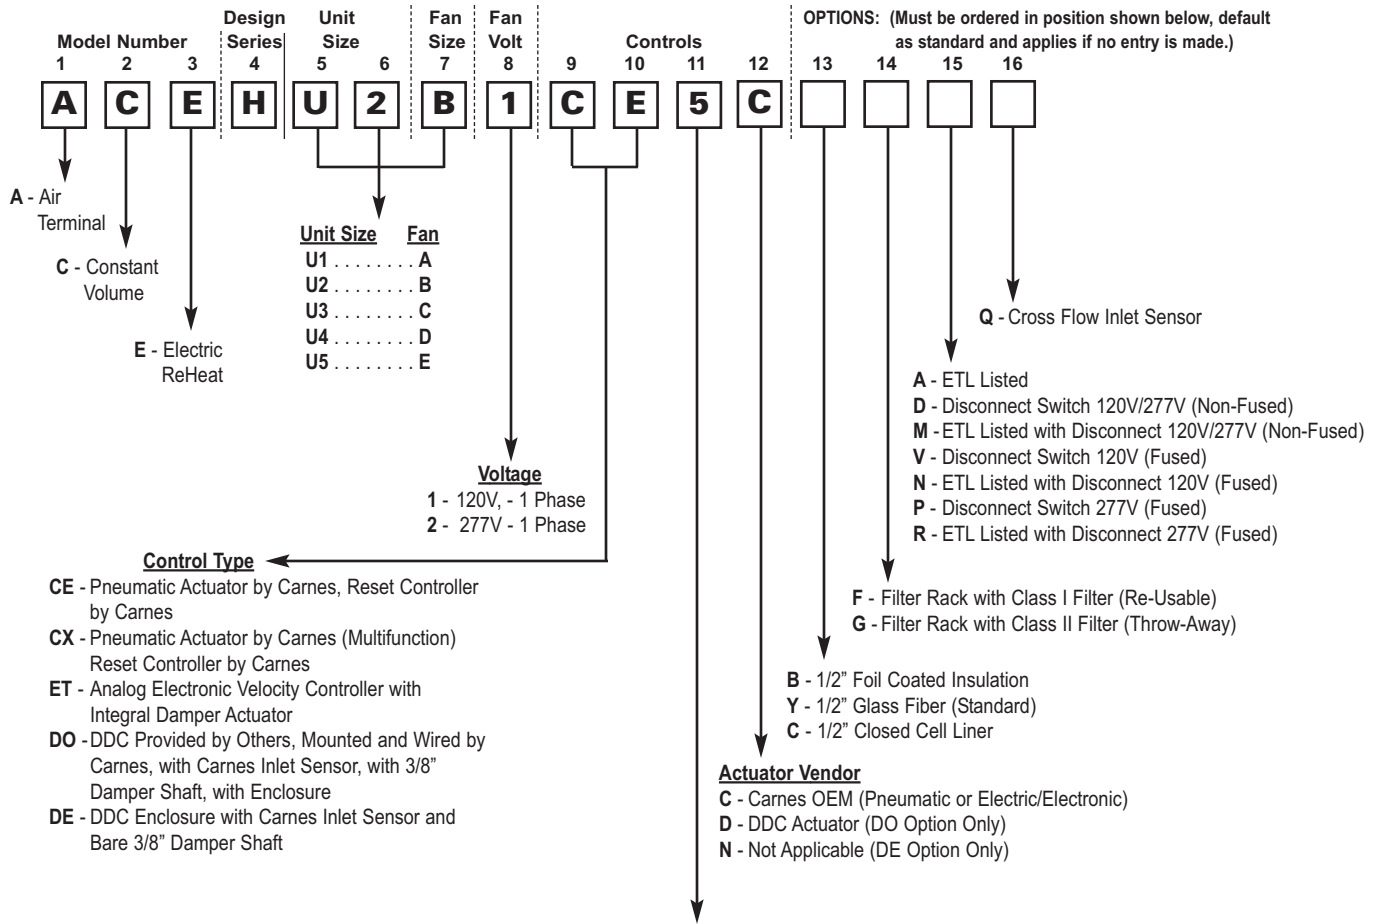 Design Unit Fan Fan OPTIONS: (Must be ordered in position shown below, default
Model Number Series Size Size Volt Controls as standard and applies if no entry is made.)
1 2 3 4 5 6 7 8 9 10 11 12 13 14 15 16
A C E H U 2 B 1 C E 5 C
A - Air
Terminal
C - Constant
Volume
E - Electric
ReHeat
Unit Size Fan
U1 . . . . . . . . A
U2 . . . . . . . . B
U3 . . . . . . . . C
U4 . . . . . . . . D
U5 . . . . . . . . E
Voltage
1 - 120V, - 1 Phase
2 - 277V - 1 Phase
Control Type
CE - Pneumatic Actuator by Carnes, Reset Controller
by Carnes
CX - Pneumatic Actuator by Carnes (Multifunction)
Reset Controller by Carnes
ET - Analog Electronic Velocity Controller with
Integral Damper Actuator
DO - DDC Provided by Others, Mounted and Wired by
Carnes, with Carnes Inlet Sensor, with 3/8”
Damper Shaft, with Enclosure
DE - DDC Enclosure with Carnes Inlet Sensor and
Bare 3/8” Damper Shaft
Q - Cross Flow Inlet Sensor
A - ETL Listed
D - Disconnect Switch 120V/277V (Non-Fused)
M - ETL Listed with Disconnect 120V/277V (Non-Fused)
V - Disconnect Switch 120V (Fused)
N - ETL Listed with Disconnect 120V (Fused)
P - Disconnect Switch 277V (Fused)
R - ETL Listed with Disconnect 277V (Fused)
F - Filter Rack with Class I Filter (Re-Usable)
G - Filter Rack with Class II Filter (Throw-Away)
B - 1/2” Foil Coated Insulation
Y - 1/2” Glass Fiber (Standard)
C - 1/2” Closed Cell Liner
Actuator Vendor
C - Carnes OEM (Pneumatic or Electric/Electronic)
D - DDC Actuator (DO Option Only)
N - Not Applicable (DE Option Only)